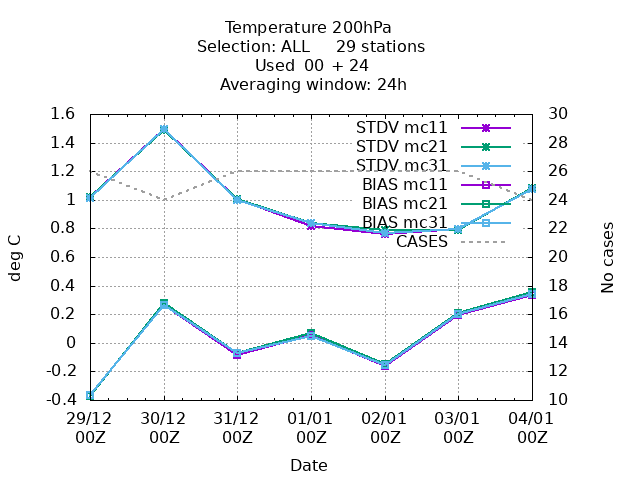 Temperature 200hPa
Selection: ALL     29 stations
Used  00  + 24
Averaging window: 24h
1.6
1.4
1.2
1
0.8
0.6
0.4
0.2
0
-0.2
-0.4
deg C
30
28
26
24
22
20
18
16
14
12
10
No cases
STDV mc11
STDV mc21
STDV mc31
BIAS mc11
BIAS mc21
BIAS mc31
CASES
29/12 30/12 31/12 01/01 02/01 03/01 04/01
00Z 00Z 00Z 00Z 00Z 00Z 00Z
Date